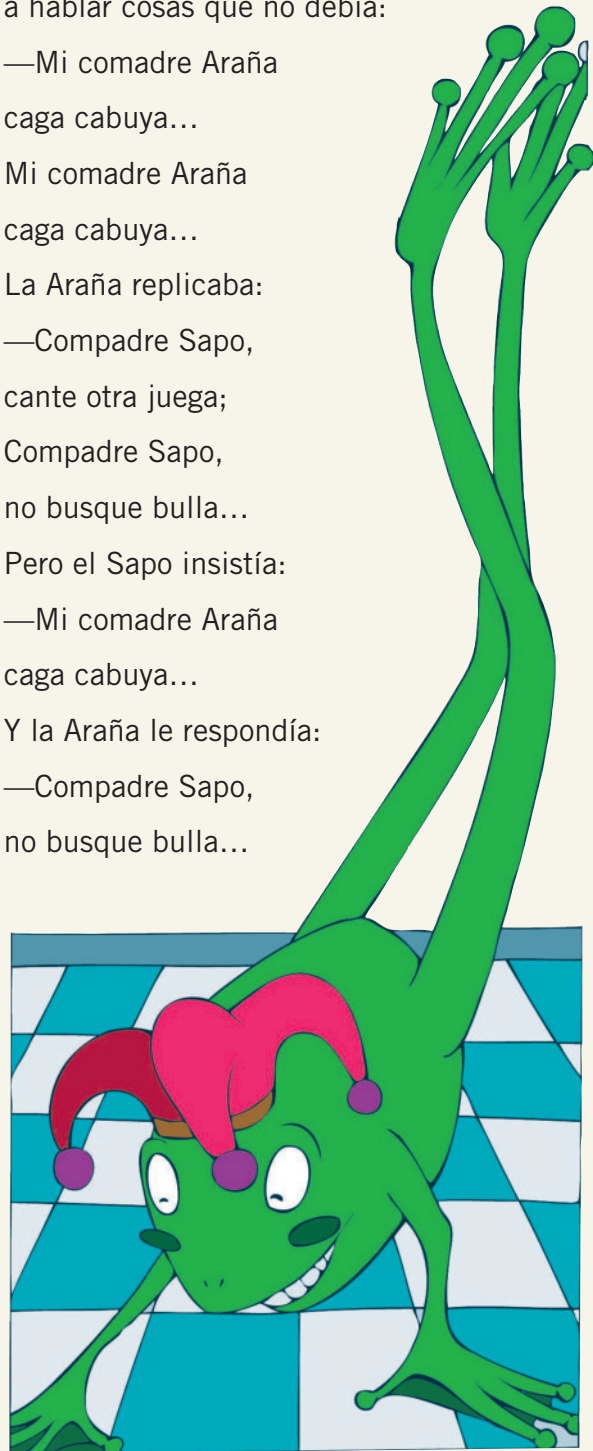 a hablar cosas que no debía:
—Mi comadre Araña
caga cabuya…
Mi comadre Araña
caga cabuya…
La Araña replicaba:
—Compadre Sapo,
cante otra juega;
Compadre Sapo,
no busque bulla…
Pero el Sapo insistía:
—Mi comadre Araña
caga cabuya…
Y la Araña le respondía:
—Compadre Sapo,
no busque bulla…